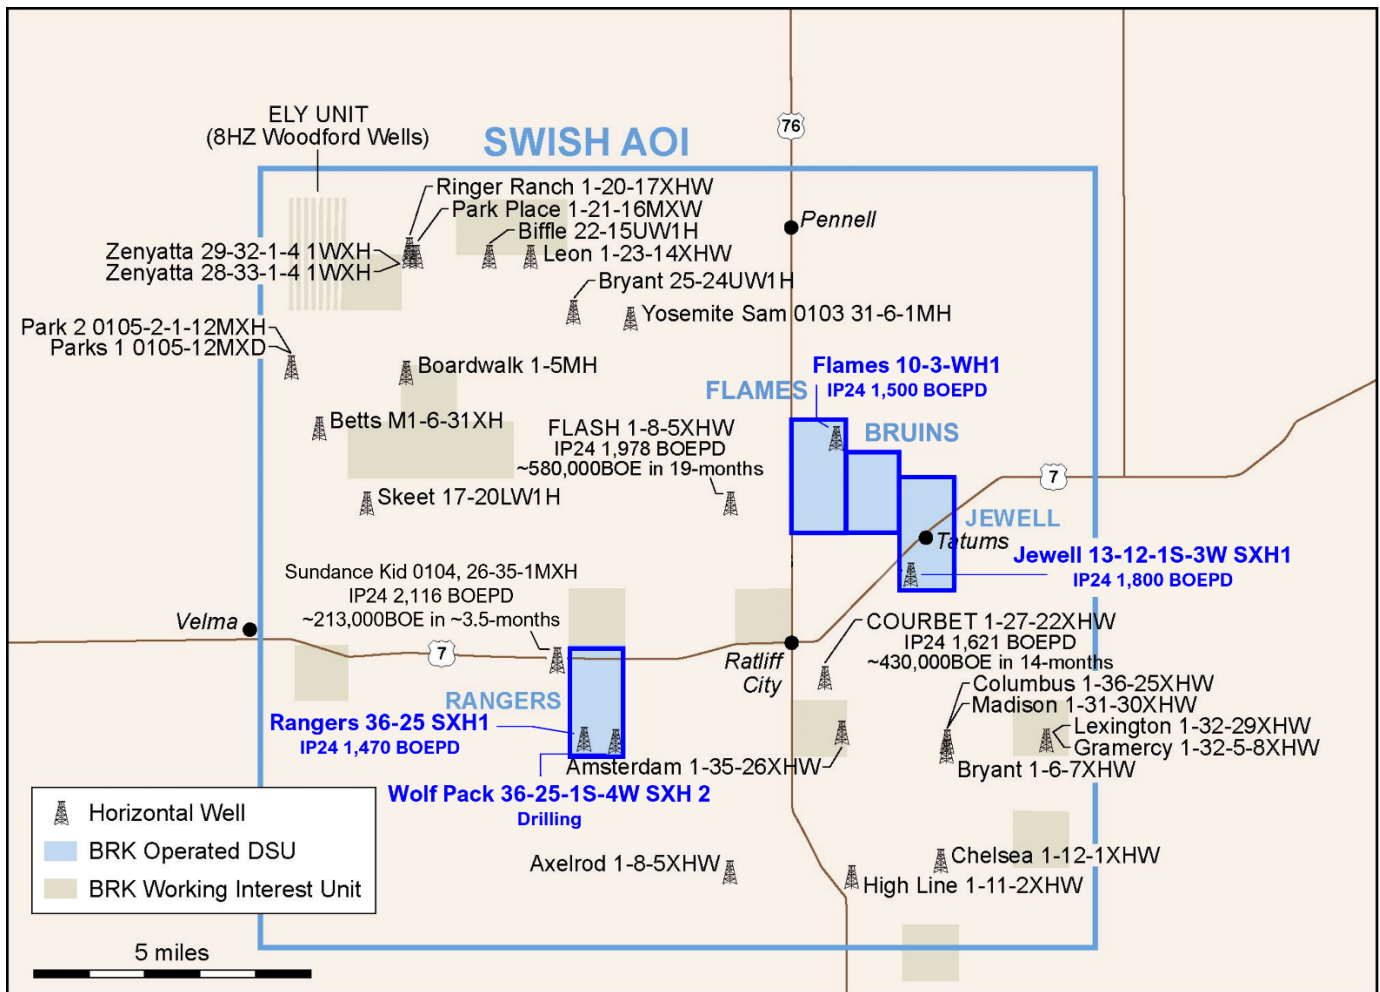 ELY UNIT
(8HZ Woodford Wells)
SWISH AOI
76
Ringer Ranch 1-20-17XHW
Park Place 1-21-16MXW
Biffle 22-15UW1H
Leon 1-23-14XHW
Pennell
Zenyatta 29-32-1-4 1WXH
Zenyatta 28-33-1-4 1WXH
Bryant 25-24UW1H
Yosemite Sam 0103 31-6-1MH
Park 2 0105-2-1-12MXH
Parks 1 0105-12MXD
Boardwalk 1-5MH
Flames 10-3-WH1
IP24 1,500 BOEPD
FLAMES
BRUINS
Betts M1-6-31XH
FLASH 1-8-5XHW
IP24 1,978 BOEPD
~580,000BOE in 19-months
7
Skeet 17-20LW1H
JEWELL
Tatums
Jewell 13-12-1S-3W SXH1
IP24 1,800 BOEPD
Sundance Kid 0104, 26-35-1MXH
IP24 2,116 BOEPD
~213,000BOE in ~3.5-months
Velma
7
COURBET 1-27-22XHW
IP24 1,621 BOEPD
~430,000BOE in 14-months
Ratliff
City
Columbus 1-36-25XHW
Madison 1-31-30XHW
RANGERS
Rangers 36-25 SXH1
IP24 1,470 BOEPD
Lexington 1-32-29XHW
Gramercy 1-32-5-8XHW
Amsterdam 1-35-26XHW
Bryant 1-6-7XHW
Wolf Pack 36-25-1S-4W SXH 2
Drilling
Horizontal Well
BRK Operated DSU
BRK Working Interest Unit
Axelrod 1-8-5XHW
Chelsea 1-12-1XHW
High Line 1-11-2XHW
5 miles